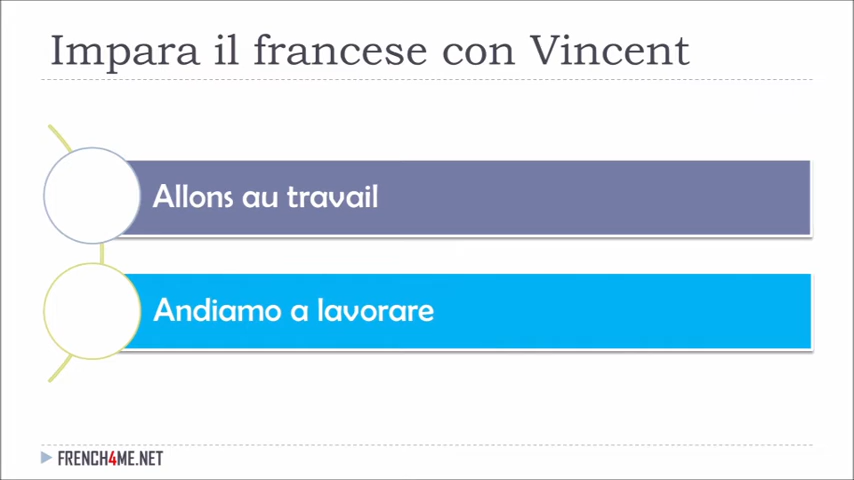 Impara il francese con Vincent
Allons au travail
Andiamo a lavorare
FRENCH4ME.NET